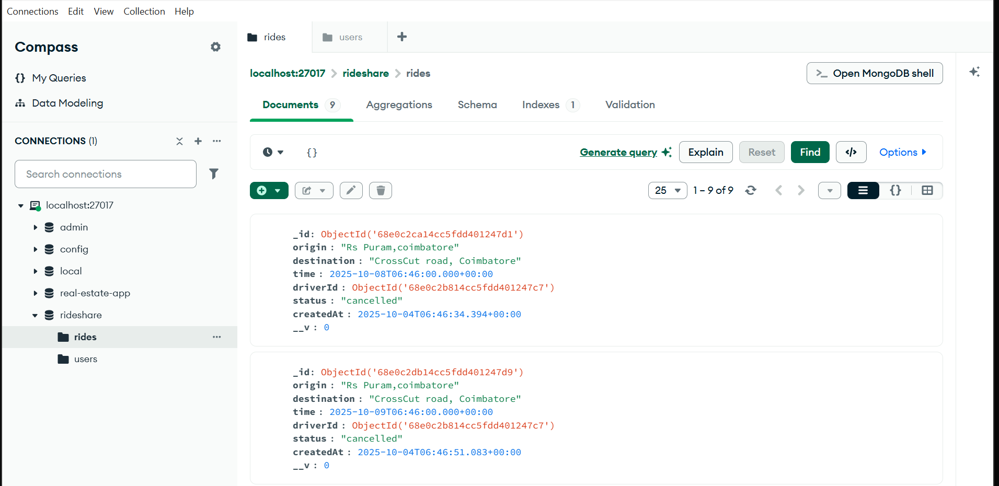 Connections Edit View Collection Help
Compass
My Queries
Data Modeling
CONNECTIONS (1)
Search connections
localhost:27017
admin
config
local
real-estate-app
rideshare
rides
users
rides users
localhost:27017 rideshare rides
Open MongoDB shell
Documents 9 Aggregations Schema Indexes 1 Validation
{} Generate query Explain Reset Find </> Options
25 1 – 9 of 9 {}
_id: ObjectId('68e0c2ca14cc5fdd401247d1')
origin : "Rs Puram,coimbatore"
destination : "CrossCut road, Coimbatore"
time : 2025-10-08T06:46:00.000+00:00
driverId : ObjectId('68e0c2b814cc5fdd401247c7')
status : "cancelled"
createdAt : 2025-10-04T06:46:34.394+00:00
__v : 0
_id: ObjectId('68e0c2db14cc5fdd401247d9')
origin : "Rs Puram,coimbatore"
destination : "CrossCut road, Coimbatore"
time : 2025-10-09T06:46:00.000+00:00
driverId : ObjectId('68e0c2b814cc5fdd401247c7')
status : "cancelled"
createdAt : 2025-10-04T06:46:51.083+00:00
__v : 0